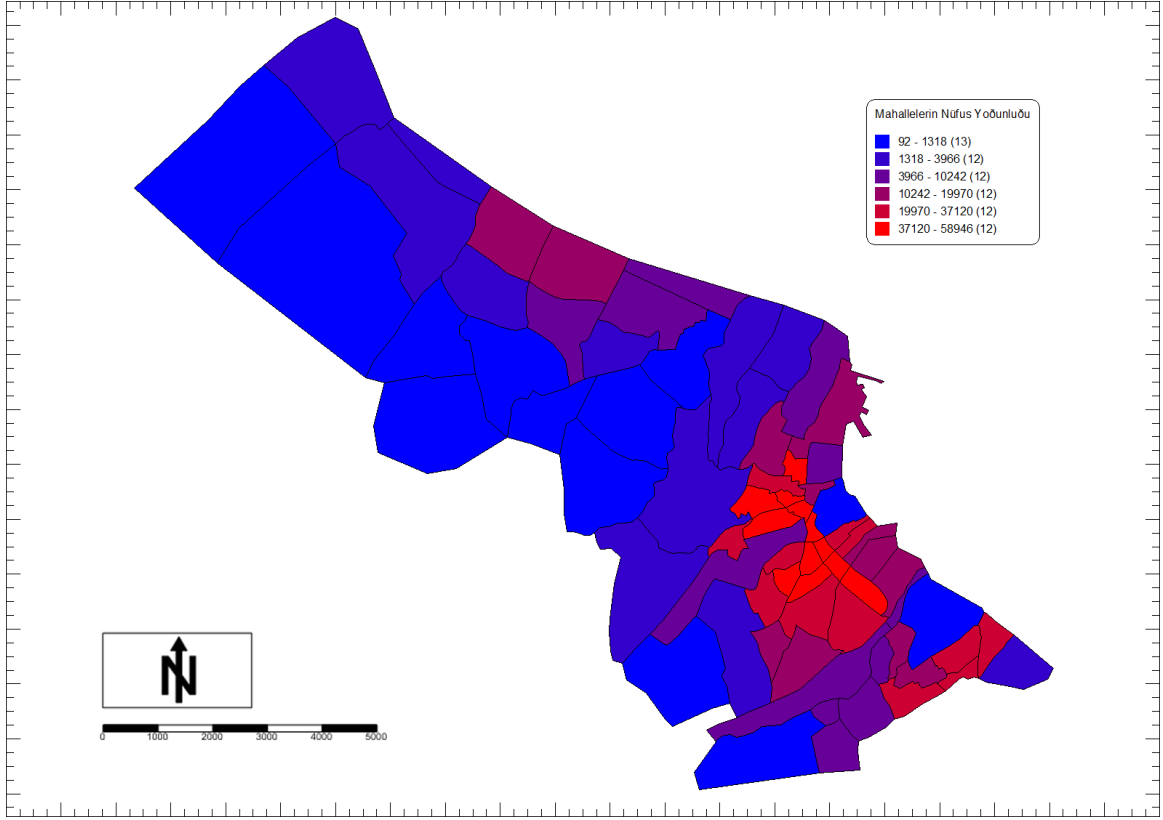 Mahallelerin Nüfus Yoðunluðu
92 - 1318 (13)
1318 - 3966 (12)
3966 - 10242 (12)
10242 - 19970 (12)
19970 - 37120 (12)
37120 - 58946 (12)
N
0 1000 2000 3000 4000 5000